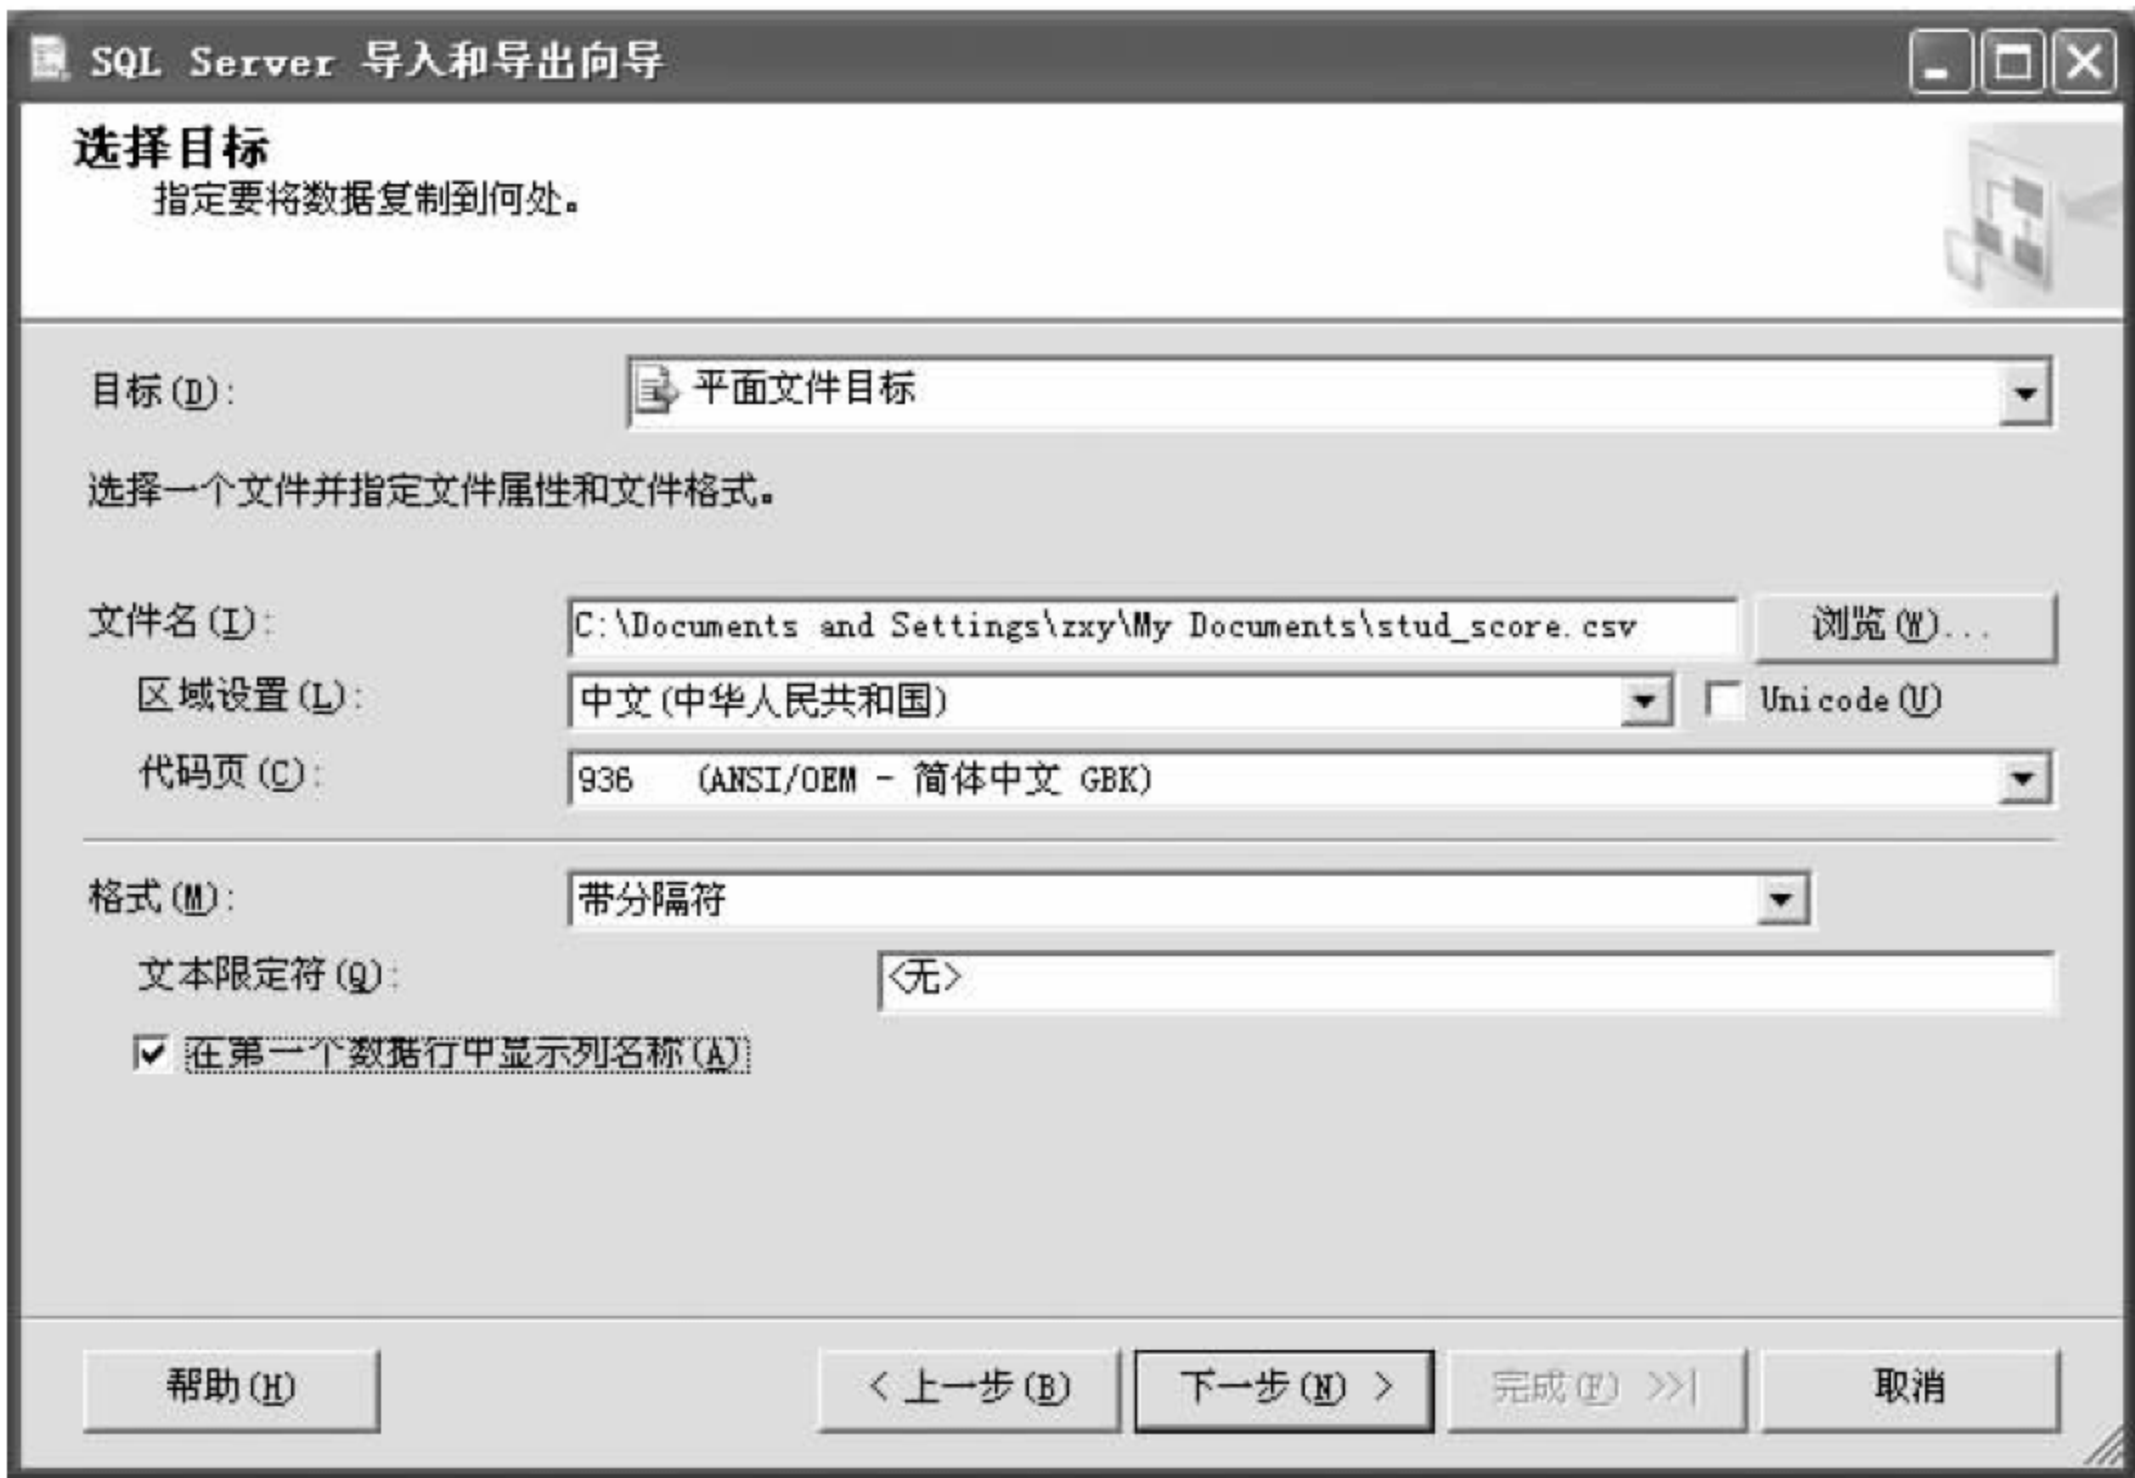 SQL Server 导入和导出向导
选择目标
指定要将数据复制到何处。
目标(D): 平面文件目标
选择一个文件并指定文件属性和文件格式。
文件名(I): C:\Documents and Settings\zxy\My Documents\stud_score.csv 浏览(W)...
区域设置(L): 中文(中华人民共和国) Unicode(U)
代码页(C): 936 (ANSI/OEM - 简体中文 GBK)
格式(M): 带分隔符
文本限定符(Q): <无>
在第一个数据行中显示列名称(A)
帮助(H) < 上一步(B) 下一步(N) > 完成(F) >>| 取消